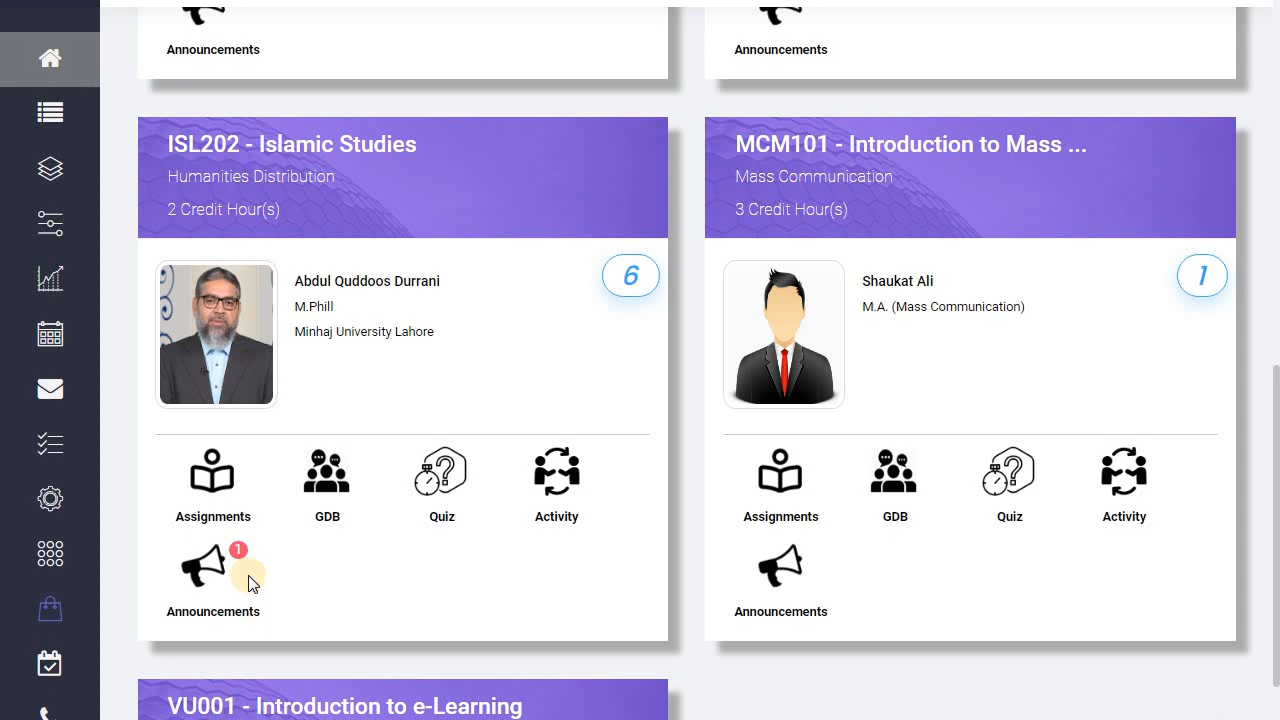 Announcements
Announcements
ISL202 - Islamic Studies
Humanities Distribution
2 Credit Hour(s)
6
Abdul Quddoos Durrani
M.Phill
Minhaj University Lahore
Assignments
GDB
Quiz
Activity
1
Announcements
MCM101 - Introduction to Mass ...
Mass Communication
3 Credit Hour(s)
1
Shaukat Ali
M.A. (Mass Communication)
Assignments
GDB
Quiz
Activity
Announcements
VU001 - Introduction to e-Learning